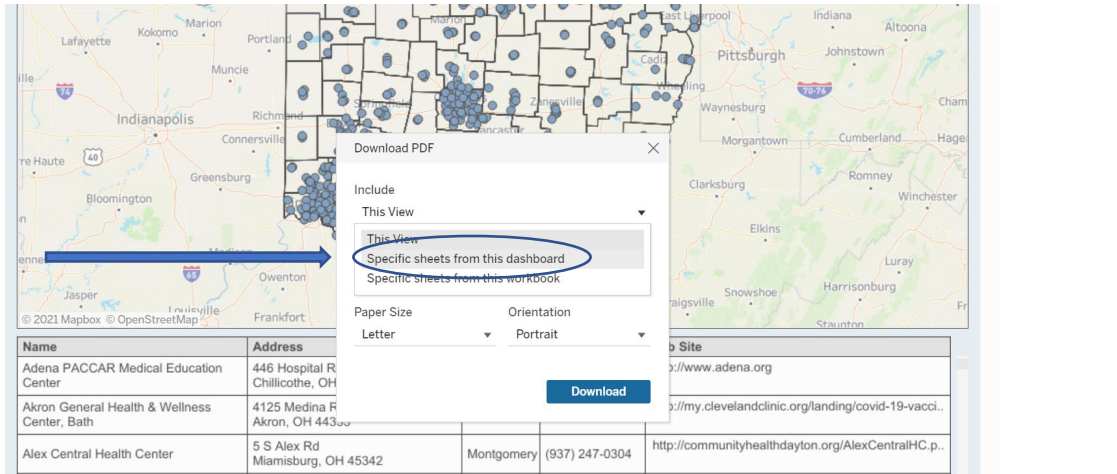 Marion
Kokomo
Lafayette
Portland
Marion
East Liverpool
Indiana
Altoona
Pittsburgh
Johnstown
Cadiz
Muncie
Wheeling
74
70-76
Waynesburg
Springfield
Zanesville
Indianapolis
Richmond
Lancaster
Connersville
Morgantown
Cumberland
40
Greensburg
Romney
Clarksburg
Winchester
Bloomington
Elkins
Madison
Luray
65
Owenton
Harrisonburg
Jasper
Snowshoe
Louisville
Frankfort
Staunton
© 2021 Mapbox © OpenStreetMap
Download PDF
Include
This View
This View
Specific sheets from this dashboard
Specific sheets from this workbook
Paper Size Orientation
Letter Portrait
Download
Name Address Site
Adena PACCAR Medical Education 446 Hospital http://www.adena.org
Center Chillicothe, OH
Akron General Health & Wellness 4125 Medina ://my.clevelandclinic.org/landing/covid-19-vacci..
Center, Bath Akron, OH
Alex Central Health Center 5 S Alex Rd Montgomery (937) 247-0304 http://communityhealthdayton.org/AlexCentralHC.p..
Miamisburg, OH 45342